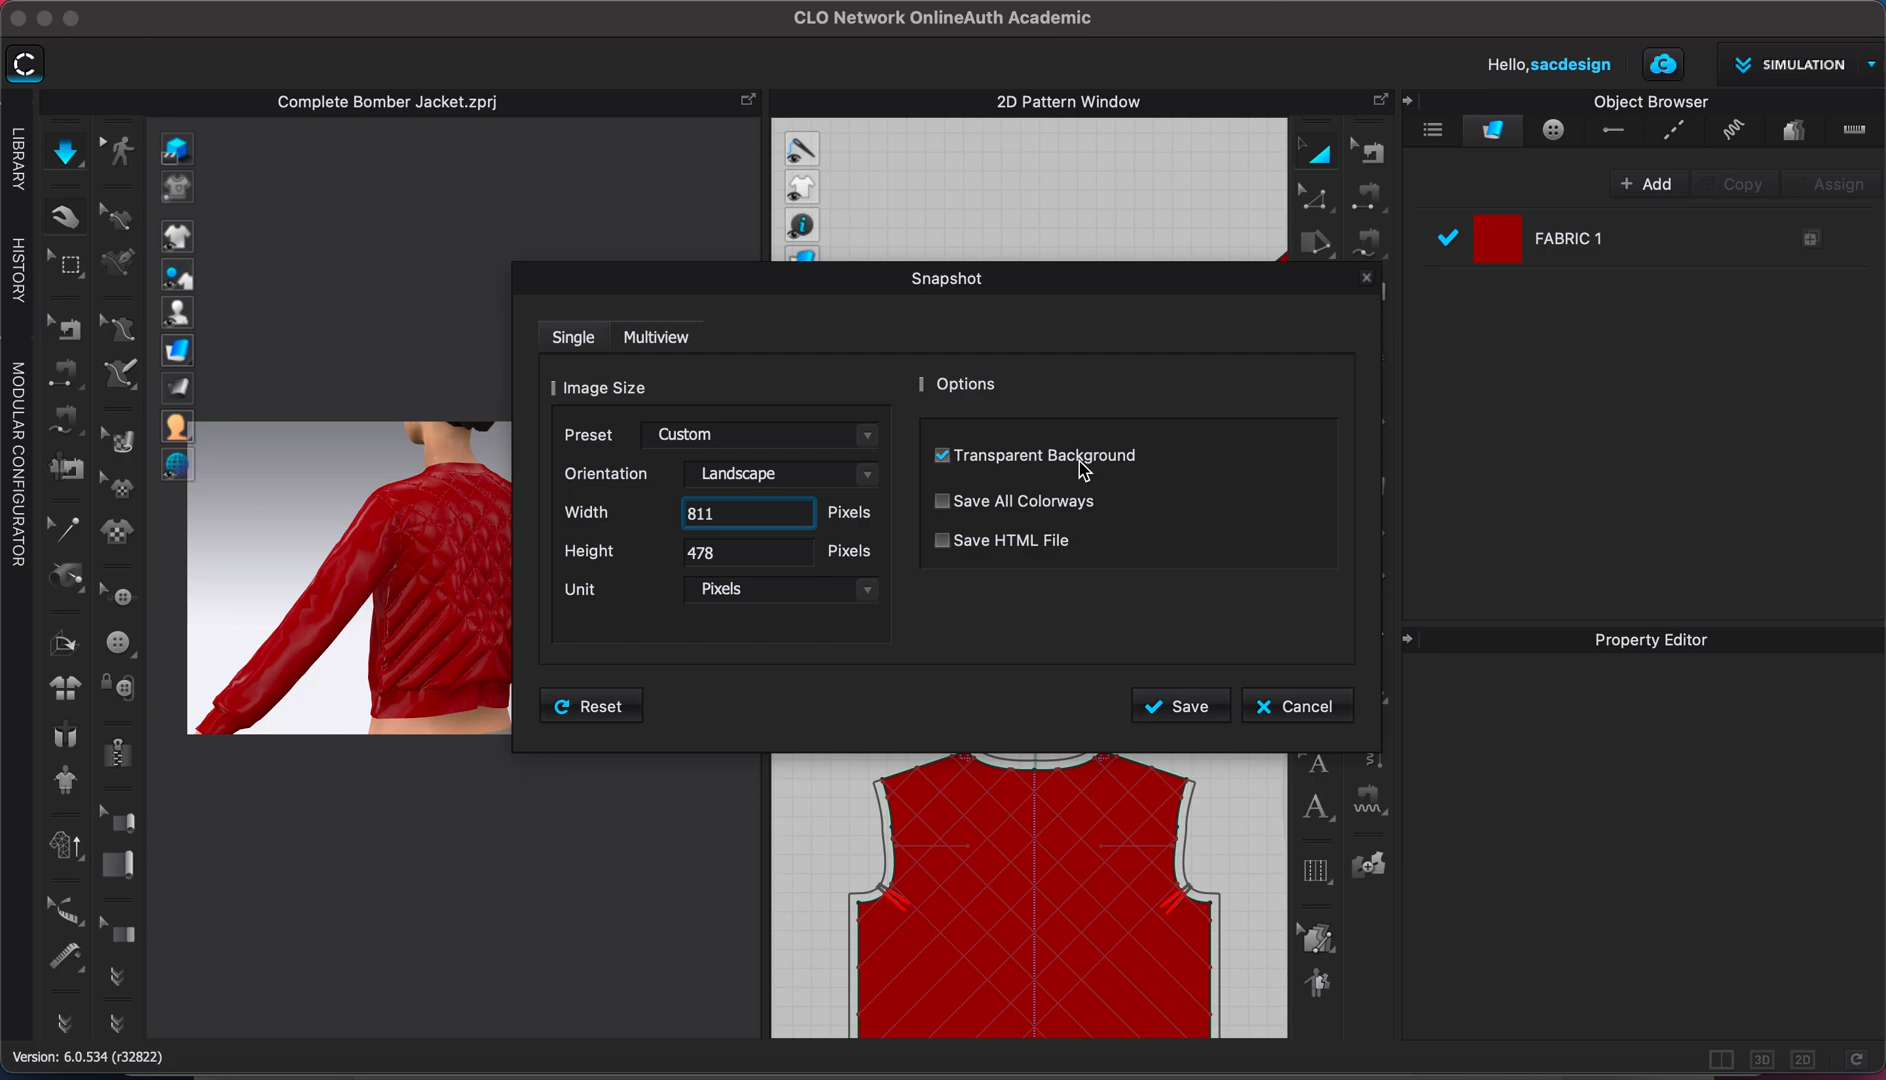 CLO Network OnlineAuth Academic
Hello,sacdesign
SIMULATION
Complete Bomber Jacket.zprj
2D Pattern Window
Object Browser
LIBRARY
HISTORY
MODULAR CONFIGURATOR
+ Add
Copy
Assign
FABRIC 1
Snapshot
Single
Multiview
Image Size
Options
Preset
Custom
Transparent Background
Orientation
Landscape
Save All Colorways
Width
811
Pixels
Save HTML File
Height
478
Pixels
Unit
Pixels
Reset
Save
Cancel
Property Editor
Version: 6.0.534 (r32822)
3D
2D